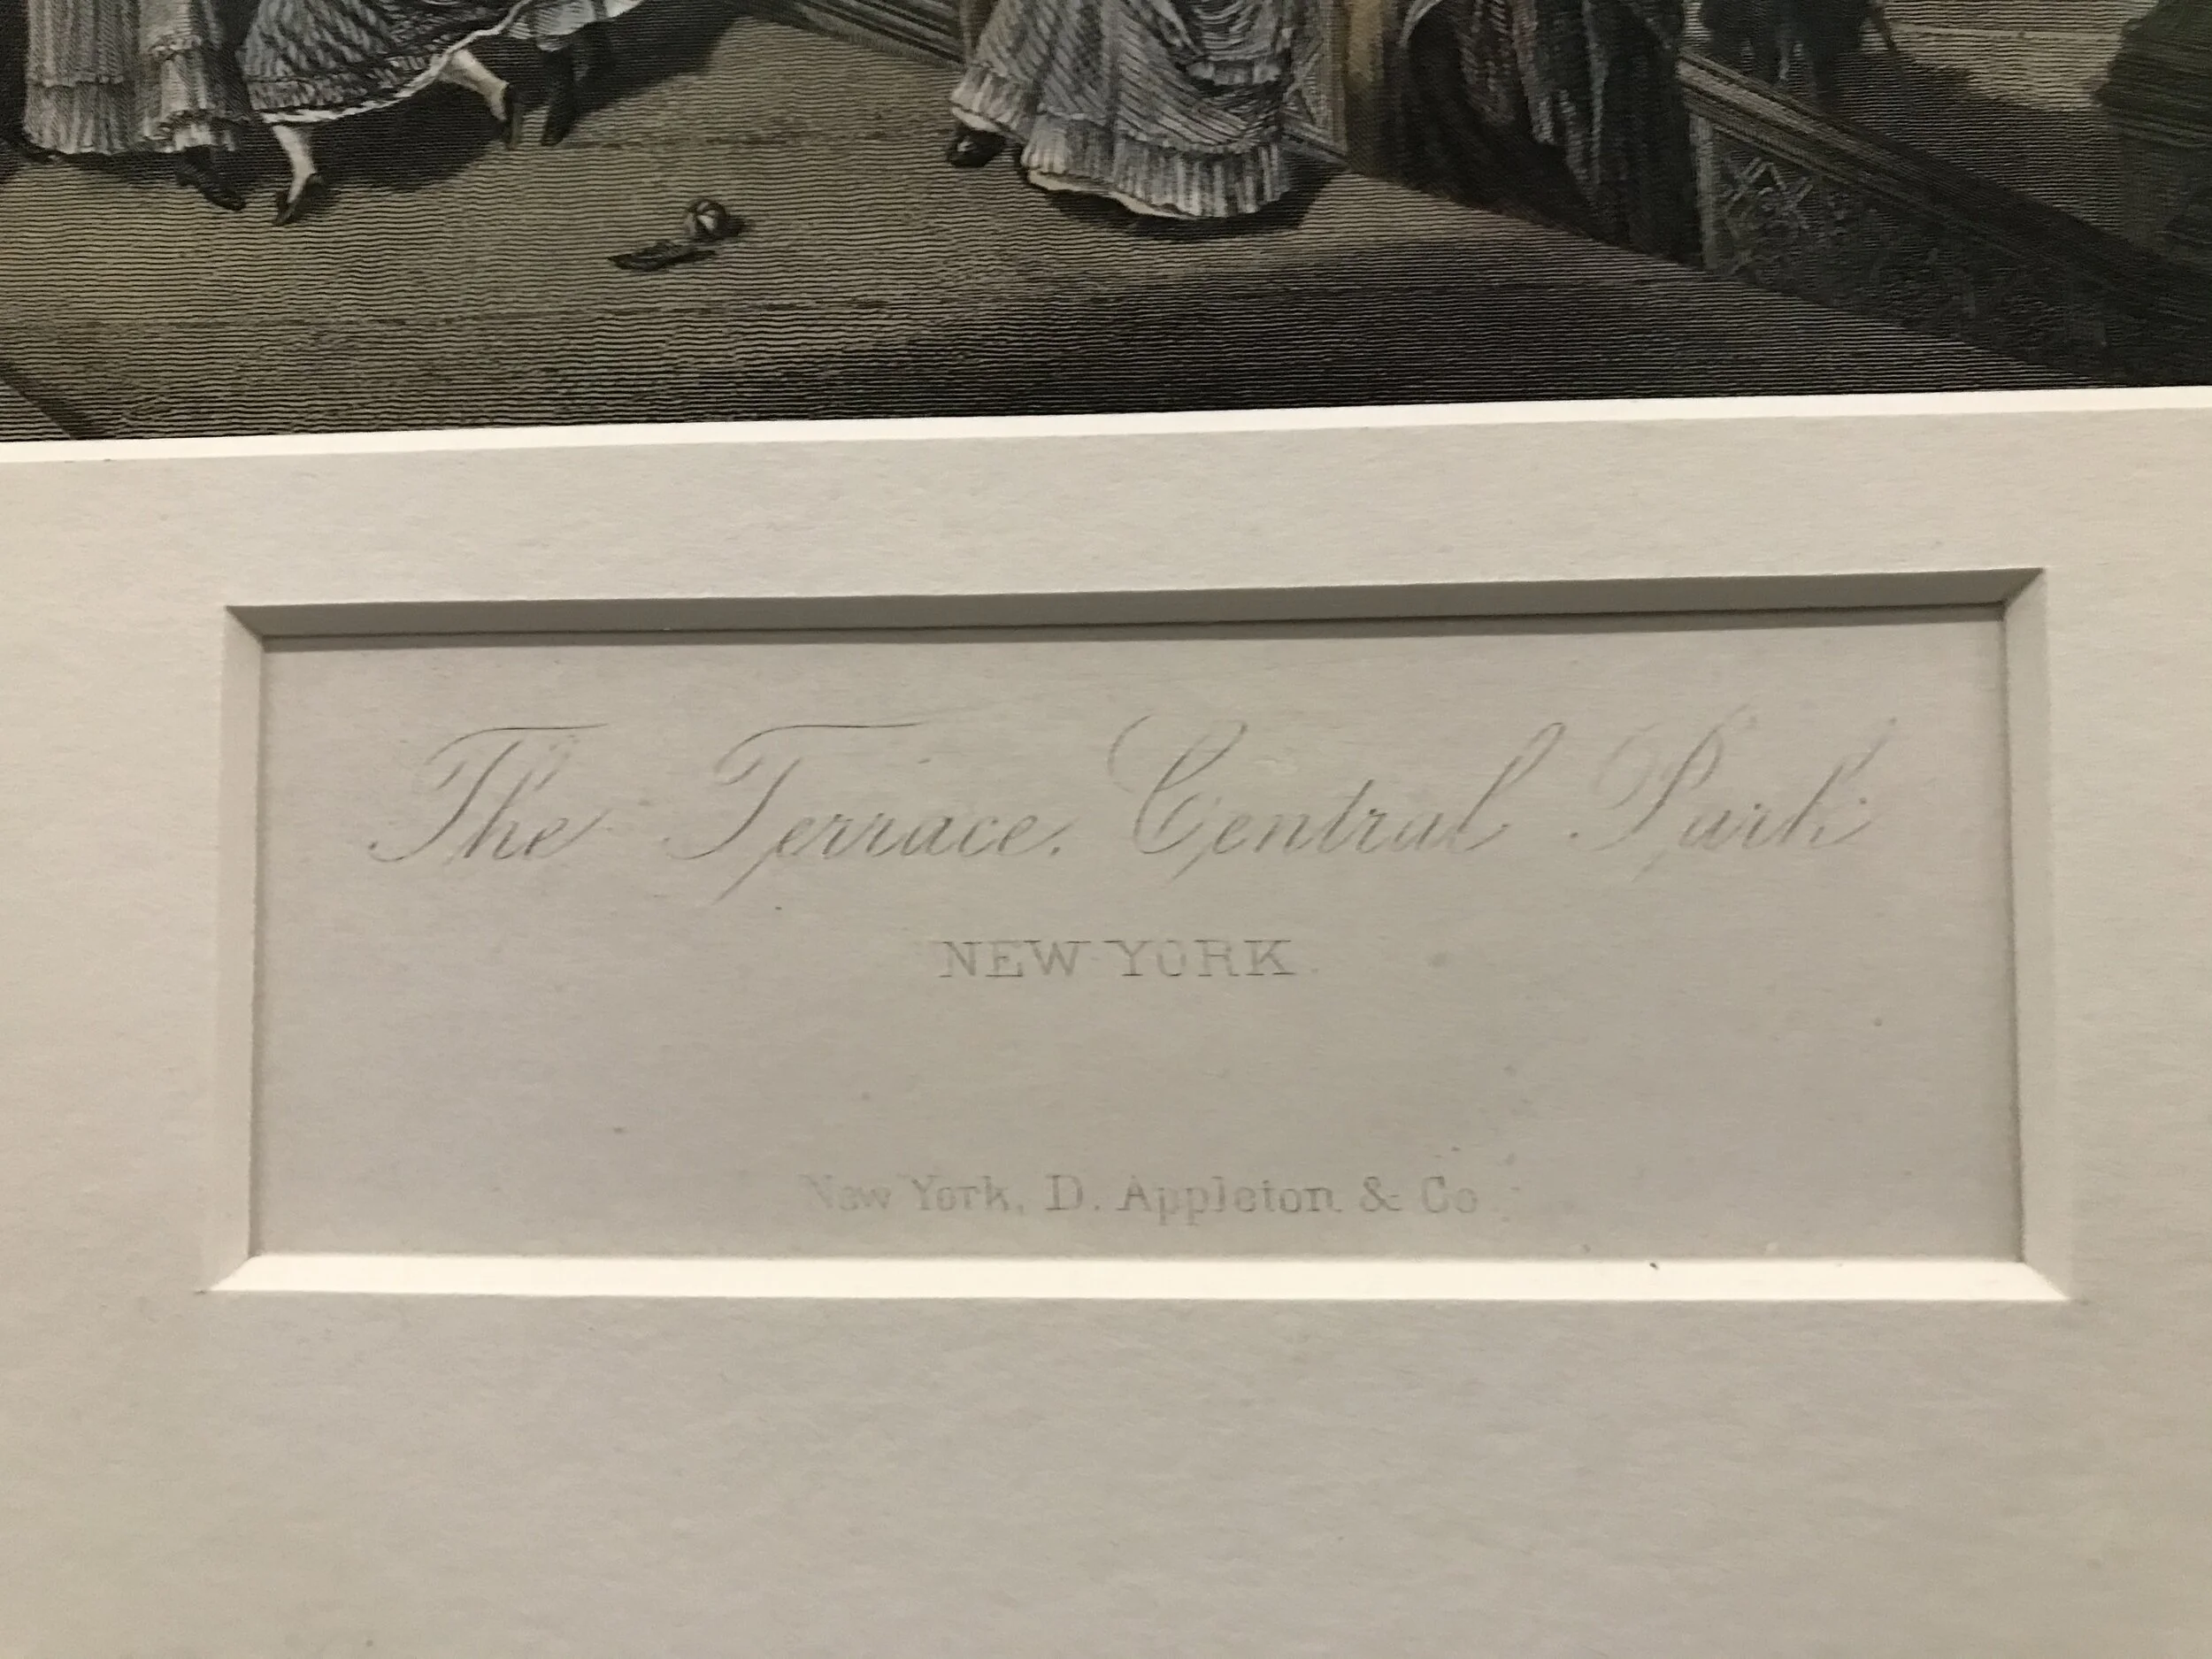 The Terrace, Central Park
NEW YORK.
New York, D. Appleton & Co